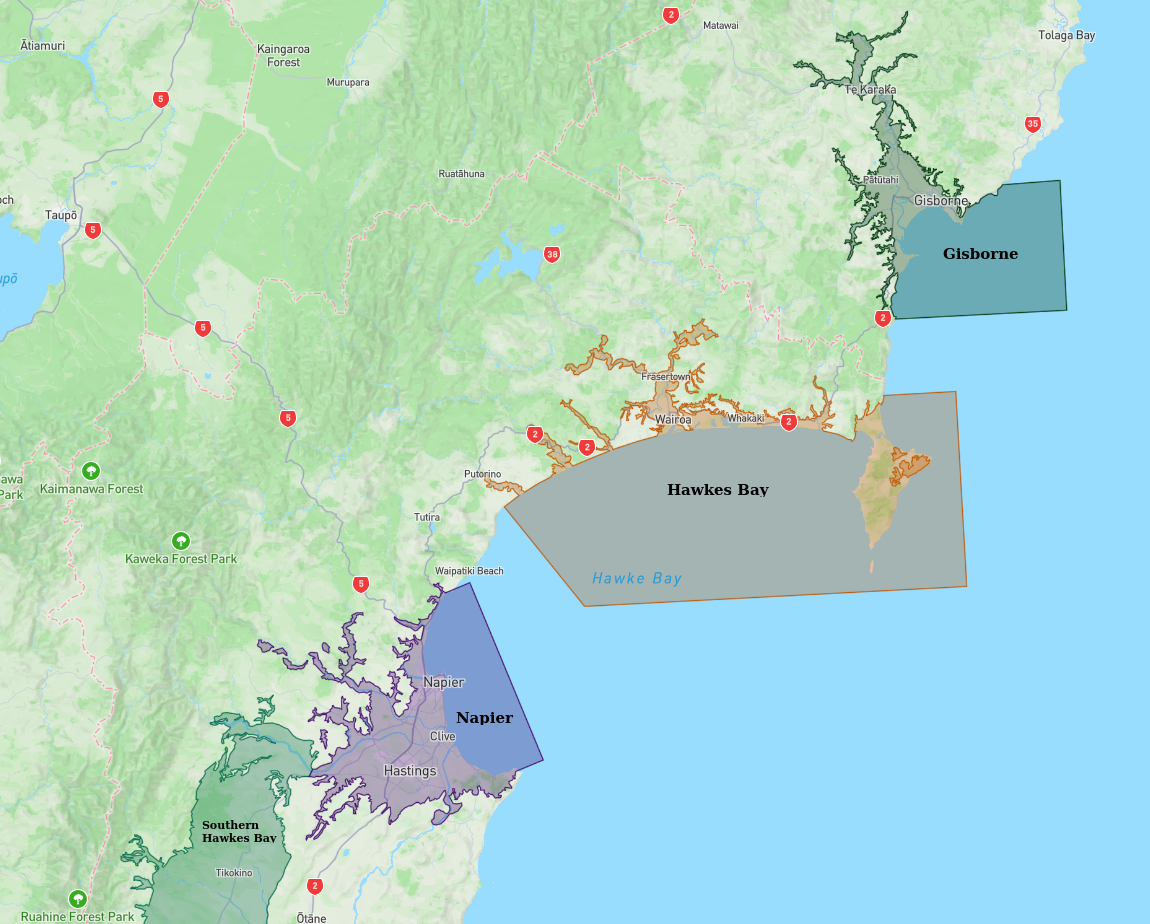 2
Matawai
Tolaga Bay
Ātiamuri
Kaingaroa
Forest
Murupara
5
Te Karaka
35
Ruatāhuna
Pātūtahi
och
Gisborne
Taupō
5
38
Gisborne
upō
2
5
Frasertown
5
Wairoa
Whakaki
2
2
2
awa
Park
Kaimanawa Forest
Putorino
Hawkes Bay
Tutira
Kaweka Forest Park
Waipatiki Beach
Hawke Bay
5
Napier
Napier
Clive
Hastings
Southern
Hawkes Bay
Tikokino
2
Ruahine Forest Park
Ōtāne